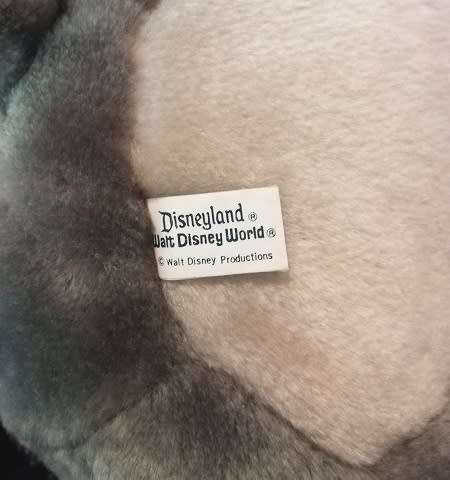 Disneyland ®
Walt Disney World ®
© Walt Disney Productions